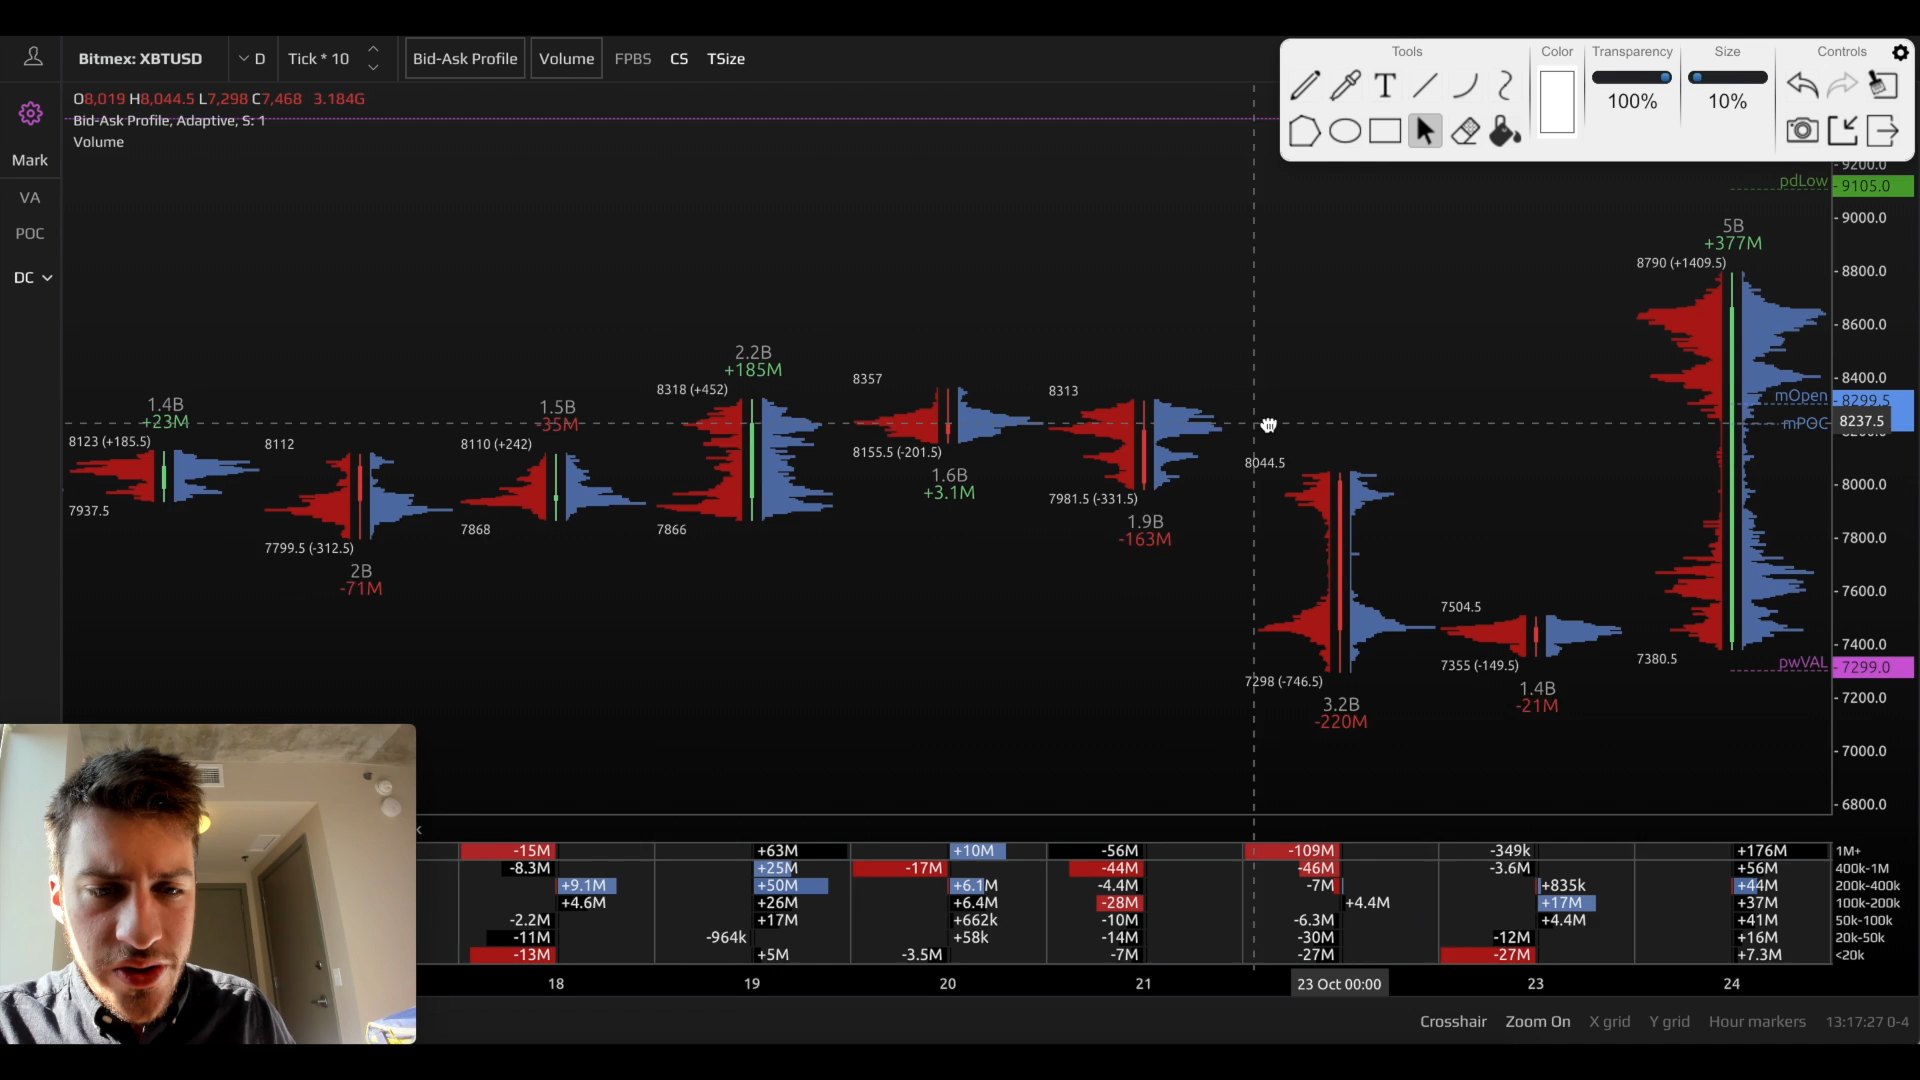 Bitmex: XBTUSD D Tick * 10 Bid-Ask Profile Volume FPBS CS TSize
O8,019 H8,044.5 L7,298 C7,468 3.184G
Bid-Ask Profile, Adaptive, S: 1
Volume
Mark
VA
POC
DC
Tools Color Transparency Size Controls
T
100% 10%
9200.0
pdLow 9105.0
9000.0
8800.0
8600.0
8400.0
mOpen 8299.5
mPOC 8237.5
8000.0
7800.0
7600.0
7400.0
pwVAL 7299.0
7200.0
7000.0
6800.0
1.4B
+23M
8123 (+185.5)
7937.5
8112
7799.5 (-312.5)
2B
-71M
1.5B
-35M
8110 (+242)
7868
2.2B
+185M
8318 (+452)
7866
8357
8155.5 (-201.5)
1.6B
+3.1M
8313
7981.5 (-331.5)
1.9B
-163M
8044.5
7298 (-746.5)
3.2B
-220M
7504.5
7355 (-149.5)
1.4B
-21M
5B
+377M
8790 (+1409.5)
7380.5
-15M +63M +10M -56M -109M -349k +176M 1M+
-8.3M +25M -17M -44M -46M -3.6M +56M 400k-1M
+9.1M +50M +6.1M -4.4M -7M +835k +44M 200k-400k
+4.6M +26M +6.4M -28M +4.4M +17M +37M 100k-200k
-2.2M +17M +662k -10M -6.3M +4.4M +41M 50k-100k
-11M -964k +58k -14M -30M -12M +16M 20k-50k
-13M +5M -3.5M -7M -27M -27M +7.3M <20k
18 19 20 21 23 Oct 00:00 23 24
Crosshair Zoom On X grid Y grid Hour markers 13:17:27 0-4